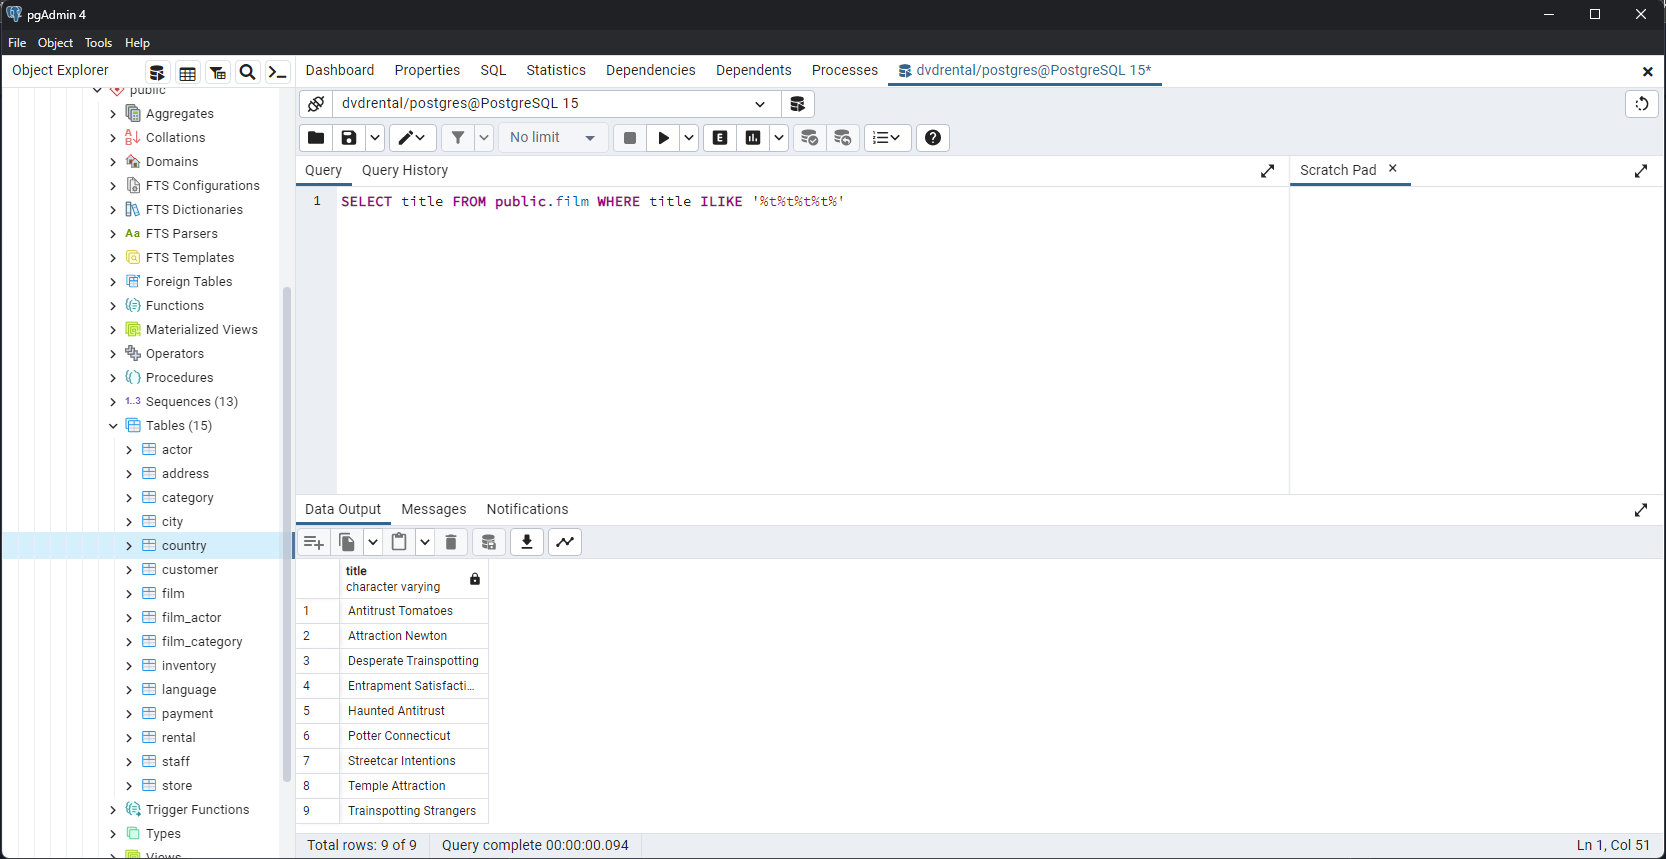 pgAdmin 4
File Object Tools Help
Object Explorer
Dashboard Properties SQL Statistics Dependencies Dependents Processes dvdrental/postgres@PostgreSQL 15*
public
Aggregates
Collations
Domains
FTS Configurations
FTS Dictionaries
Aa FTS Parsers
FTS Templates
Foreign Tables
Functions
Materialized Views
Operators
Procedures
1..3 Sequences (13)
Tables (15)
actor
address
category
city
country
customer
film
film_actor
film_category
inventory
language
payment
rental
staff
store
Trigger Functions
Types
Views
dvdrental/postgres@PostgreSQL 15
No limit
E
Query Query History
Scratch Pad
1 SELECT title FROM public.film WHERE title ILIKE '%t%t%t%t%'
Data Output Messages Notifications
title
character varying
1 Antitrust Tomatoes
2 Attraction Newton
3 Desperate Trainspotting
4 Entrapment Satisfacti...
5 Haunted Antitrust
6 Potter Connecticut
7 Streetcar Intentions
8 Temple Attraction
9 Trainspotting Strangers
Total rows: 9 of 9 Query complete 00:00:00.094
Ln 1, Col 51